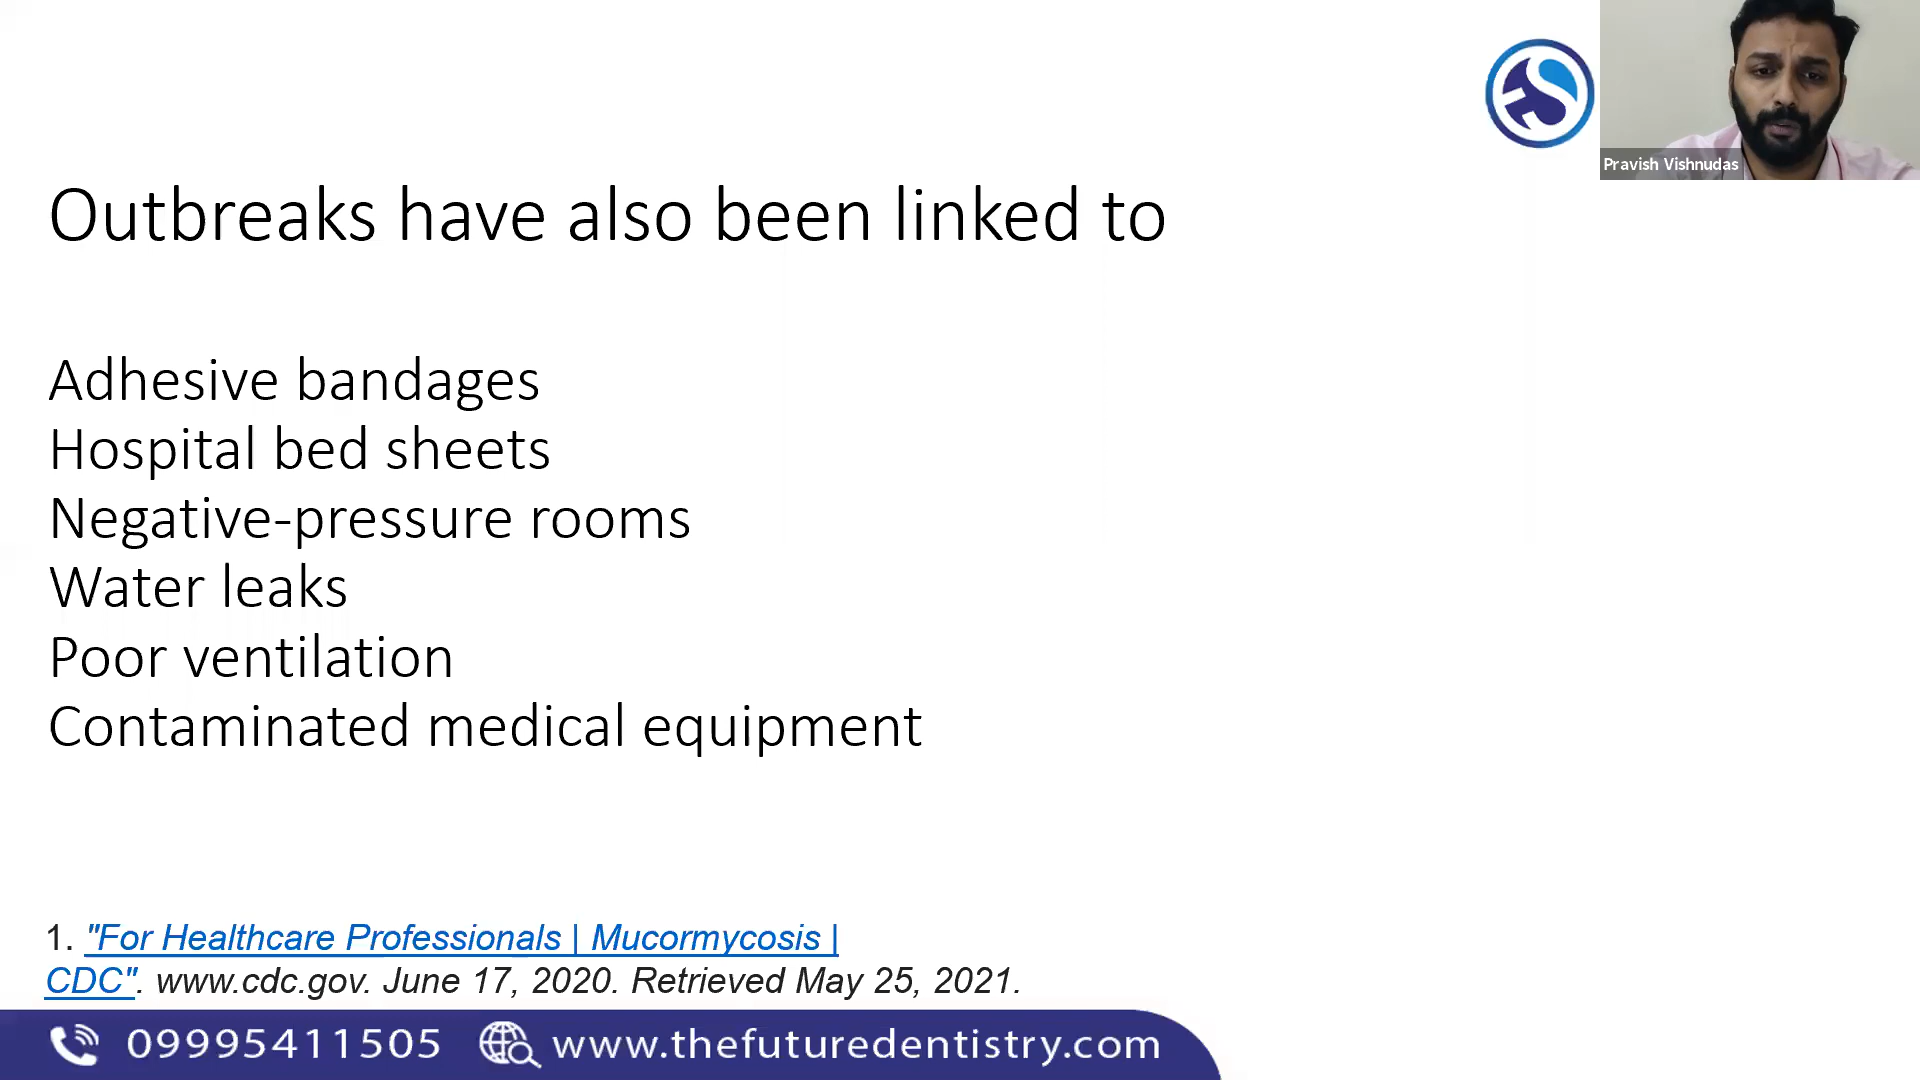 Pravish Vishnudas
Outbreaks have also been linked to
Adhesive bandages
Hospital bed sheets
Negative-pressure rooms
Water leaks
Poor ventilation
Contaminated medical equipment
1. "For Healthcare Professionals | Mucormycosis |
CDC". www.cdc.gov. June 17, 2020. Retrieved May 25, 2021.
09995411505 www.thefuturedentistry.com